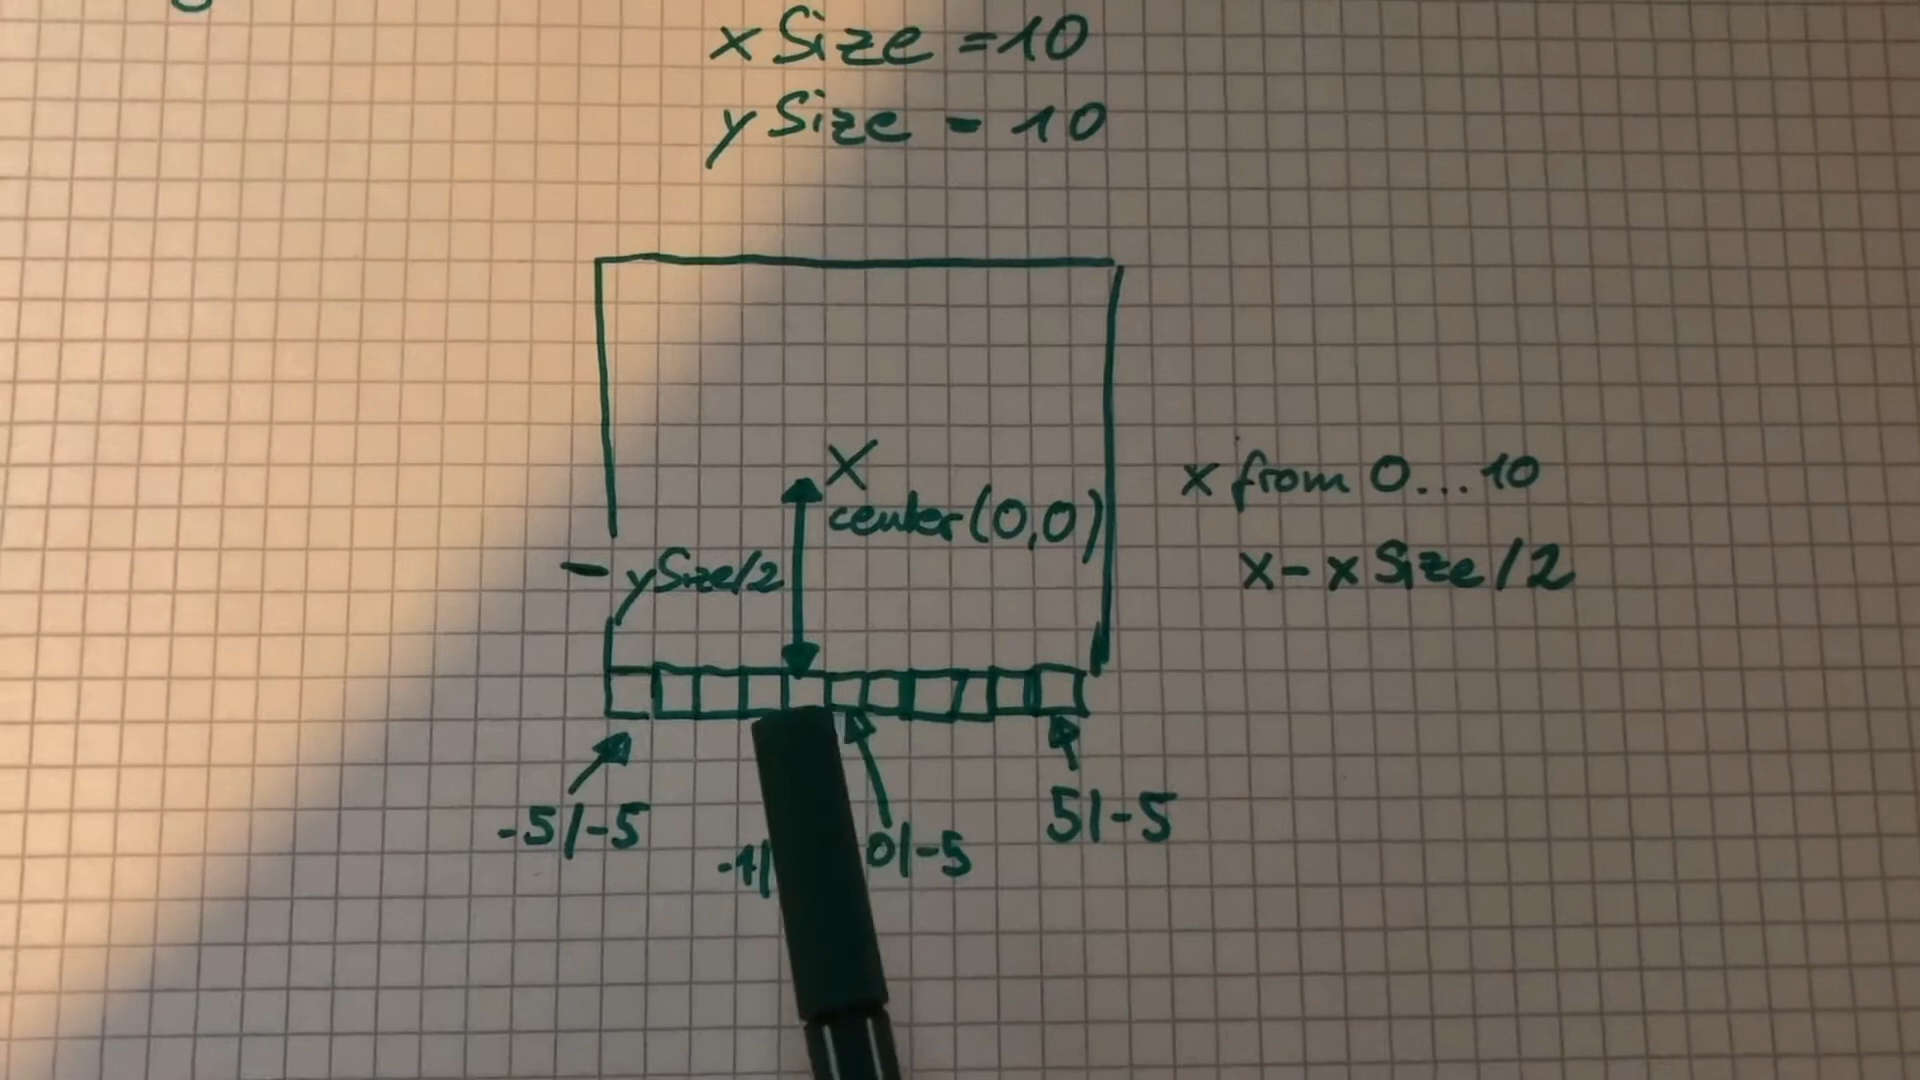 x Size = 10
y Size = 10
X
center (0,0)
x from 0...10
- ySize/2
x - x Size / 2
-5/-5
-1|
0|-5
5|-5